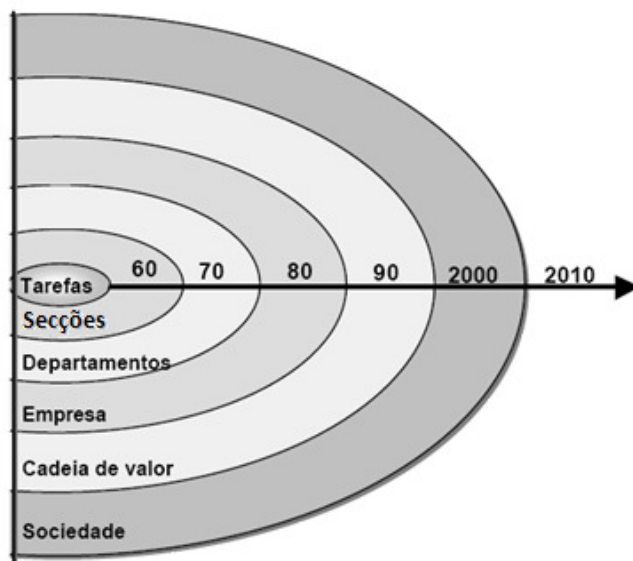 60 70 80 90 2000 2010
Tarefas
Secções
Departamentos
Empresa
Cadeia de valor
Sociedade